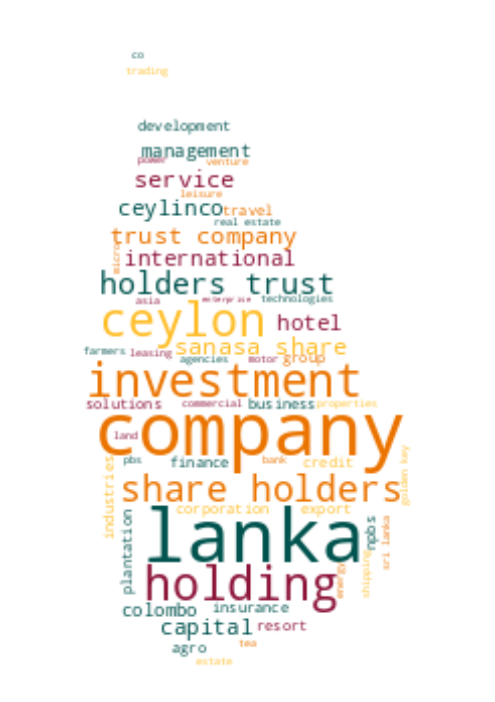 co
trading
development
management
power venture
service
leisure
ceylinco travel
real estate
trust company
micro
international
holders trust
asia enterprise technologies
ceylon hotel
sanasa share
farmers leasing agencies motor group
investment
solutions commercial business properties
company
land
pbs finance bank credit
golden key
industries
share holders
corporation export
plantation
lanka
npbs
sri lanka
holding
energy
shipping
colombo insurance
capital resort
agro tea
estate